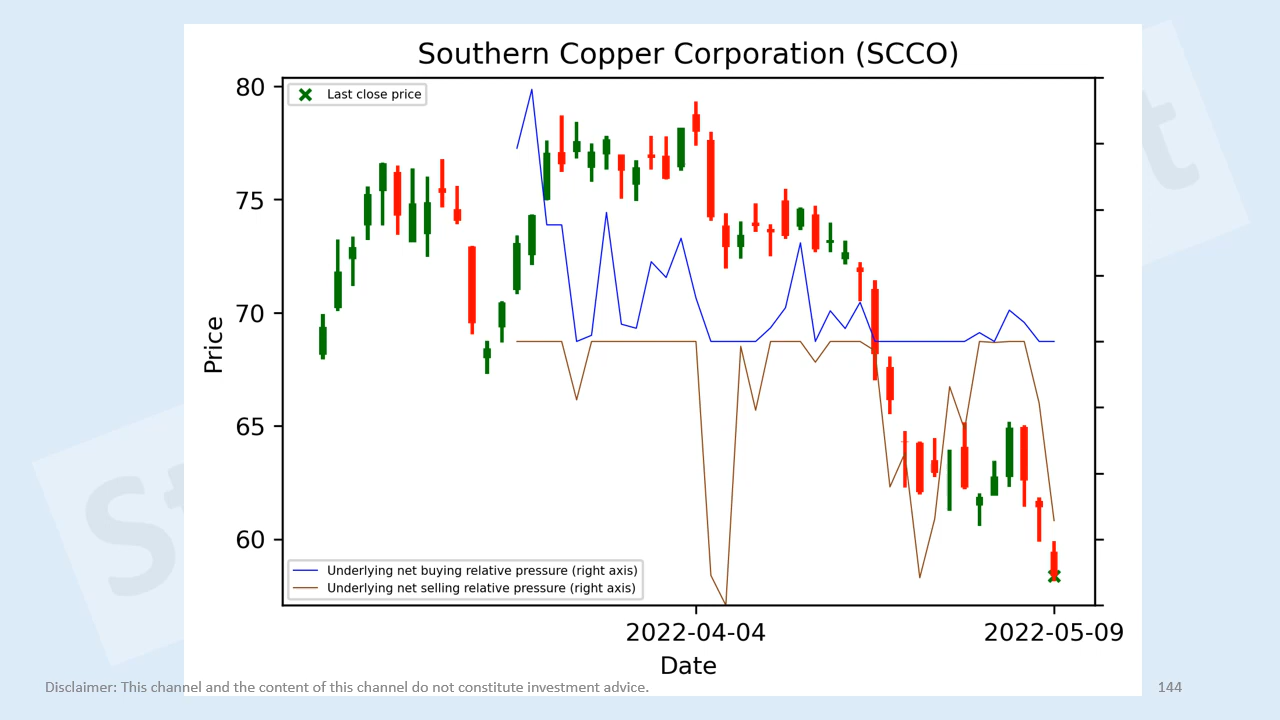 Southern Copper Corporation (SCCO)
Last close price
80
75
70
65
60
Price
Underlying net buying relative pressure (right axis)
Underlying net selling relative pressure (right axis)
2022-04-04
2022-05-09
Date
Disclaimer: This channel and the content of this channel do not constitute investment advice.
144
St
t